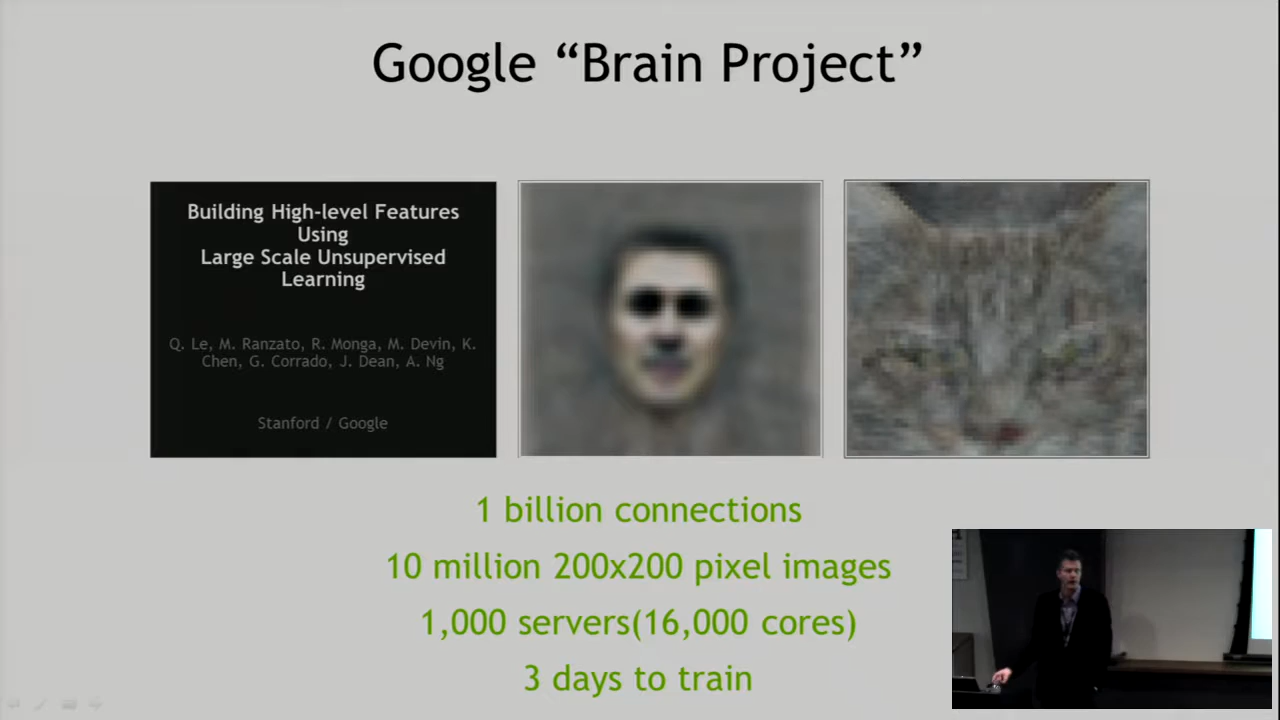 Google “Brain Project”
Building High-level Features
Using
Large Scale Unsupervised
Learning
Q. Le, M. Ranzato, R. Monga, M. Devin, K.
Chen, G. Corrado, J. Dean, A. Ng
Stanford / Google
1 billion connections
10 million 200x200 pixel images
1,000 servers(16,000 cores)
3 days to train